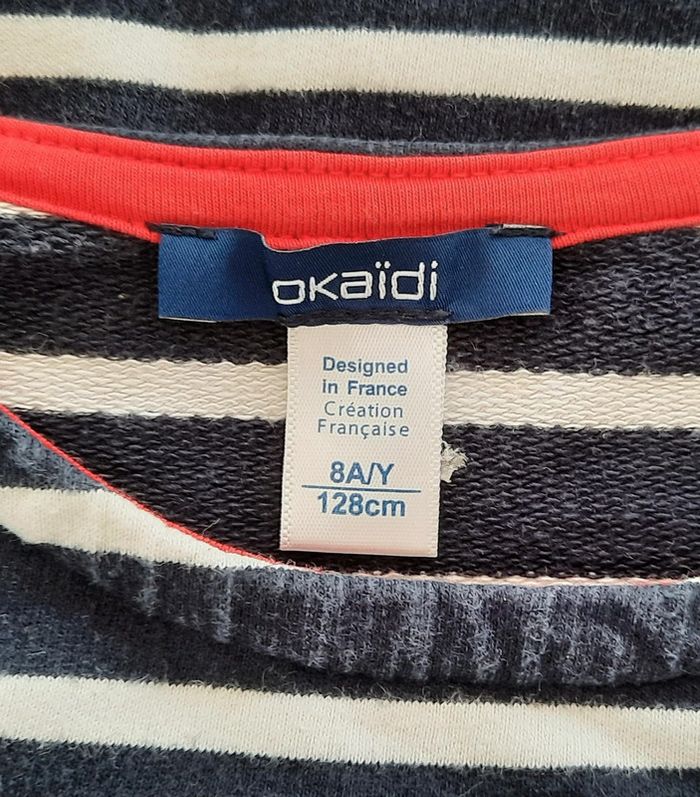 okaïdi
Designed
in France
Création
Française
8A/Y
128cm